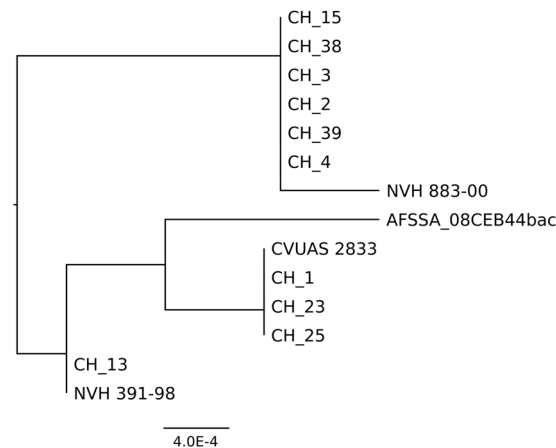 CH_15
CH_38
CH_3
CH_2
CH_39
CH_4
NVH 883-00
AFSSA_08CEB44bac
CVUAS 2833
CH_1
CH_23
CH_25
CH_13
NVH 391-98
4.0E-4